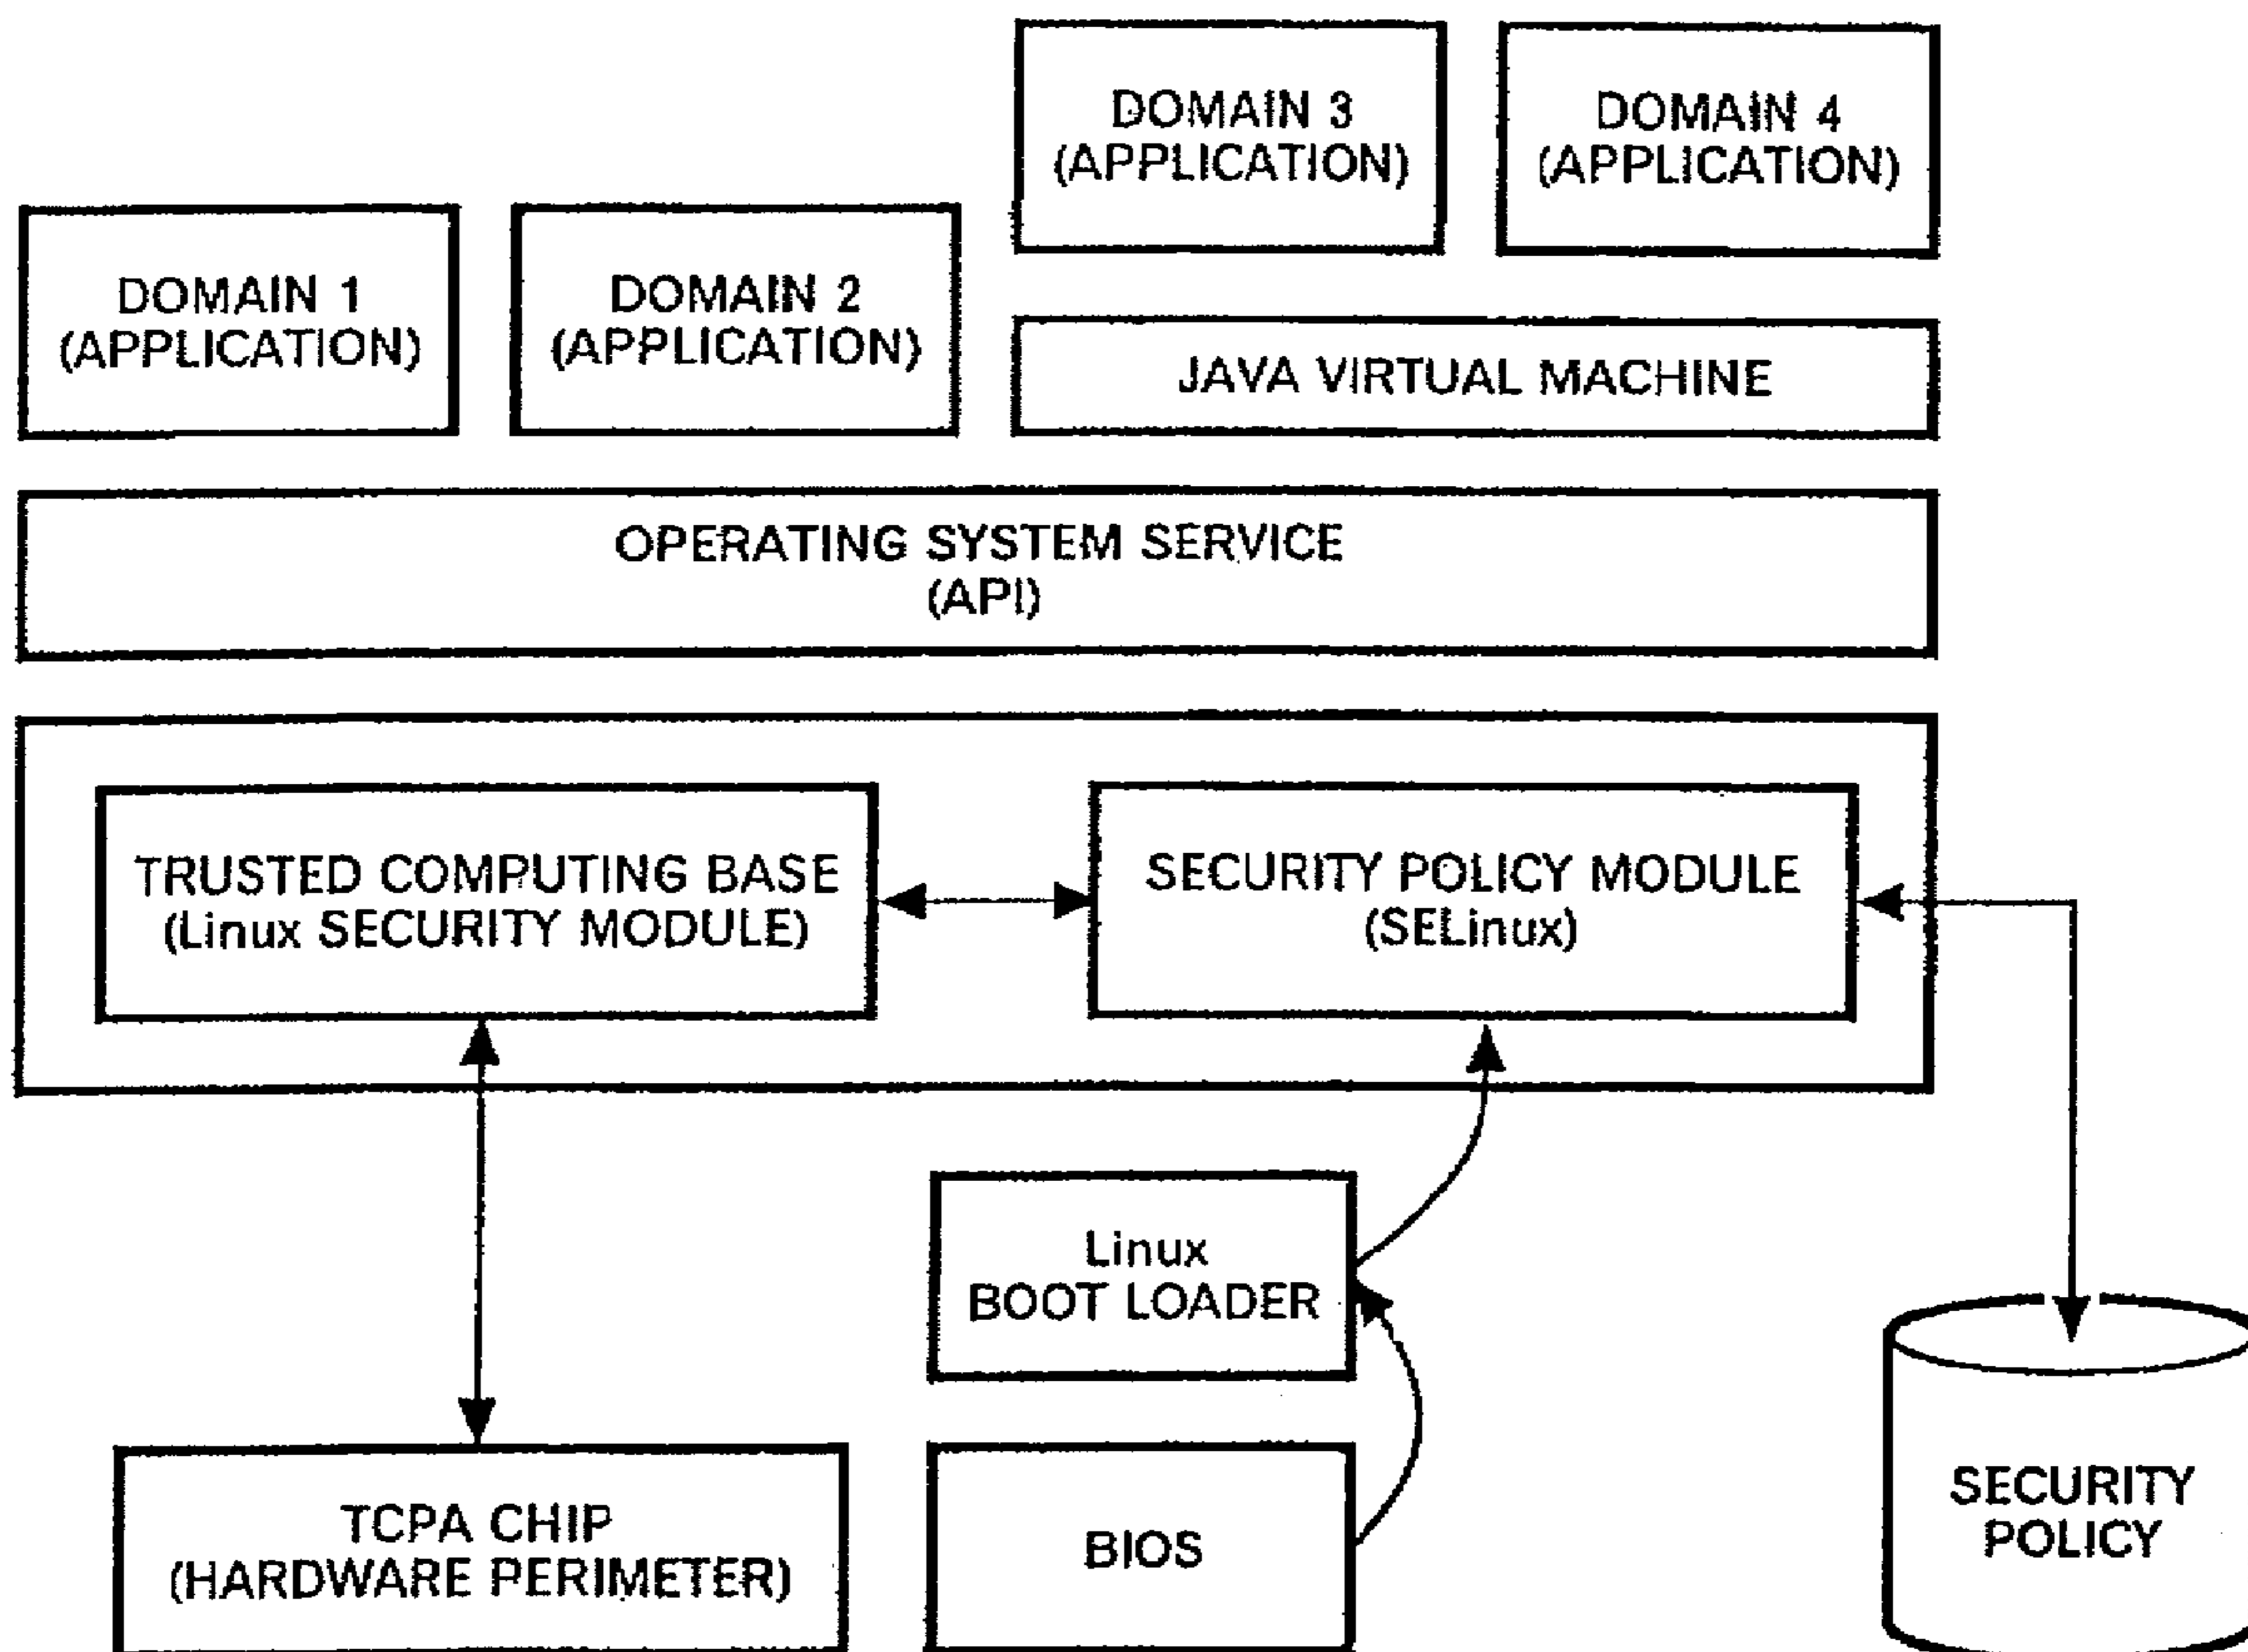 DOMAIN 3
(APPLICATION)
DOMAIN 4
(APPLICATION)
DOMAIN 1
(APPLICATION)
DOMAIN 2
(APPLICATION)
JAVA VIRTUAL MACHINE
OPERATING SYSTEM SERVICE
(API)
TRUSTED COMPUTING BASE
(Linux SECURITY MODULE)
SECURITY POLICY MODULE
(SELinux)
Linux
BOOT LOADER
TCPA CHIP
(HARDWARE PERIMETER)
BIOS
SECURITY
POLICY